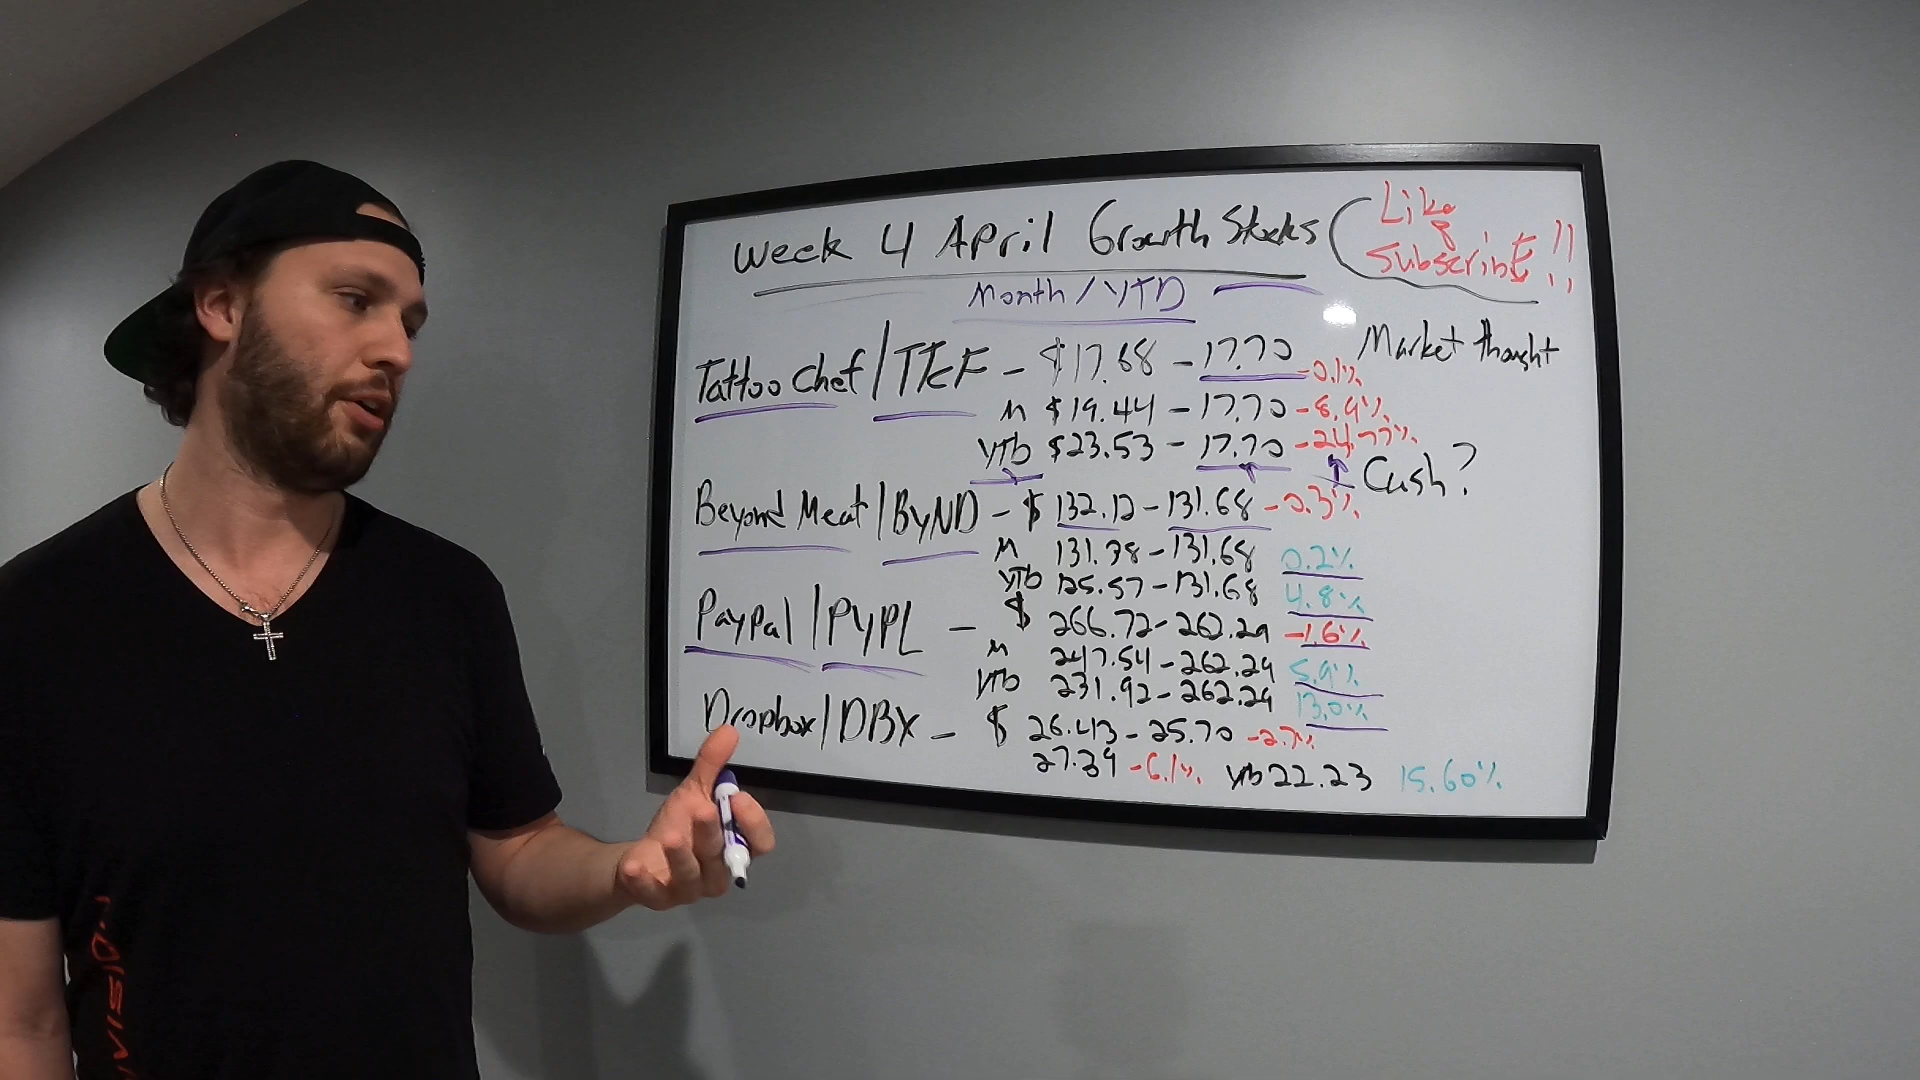 Week 4 April Growth Stocks
Like
&
Subscribe!!
Month/YTD
Market thought
Tattoo Chef/TTCF - $17.68 - 17.70 -0.1%
M $19.44 - 17.70 -8.9%
YTD $23.53 - 17.70 -24.77%
Cash?
Beyond Meat/BYND - $ 132.12 - 131.68 -0.3%
M 131.38 - 131.68 0.2%
YTD 125.57 - 131.68 4.8%
PayPal/PYPL - $ 266.72 - 262.29 -1.6%
M 247.54 - 262.24 5.9%
YTD 231.92 - 262.24 13.0%
Dropbox/DBX - $ 26.43 - 25.70 -2.7%
27.39 -6.1% YTD 22.23 15.60%